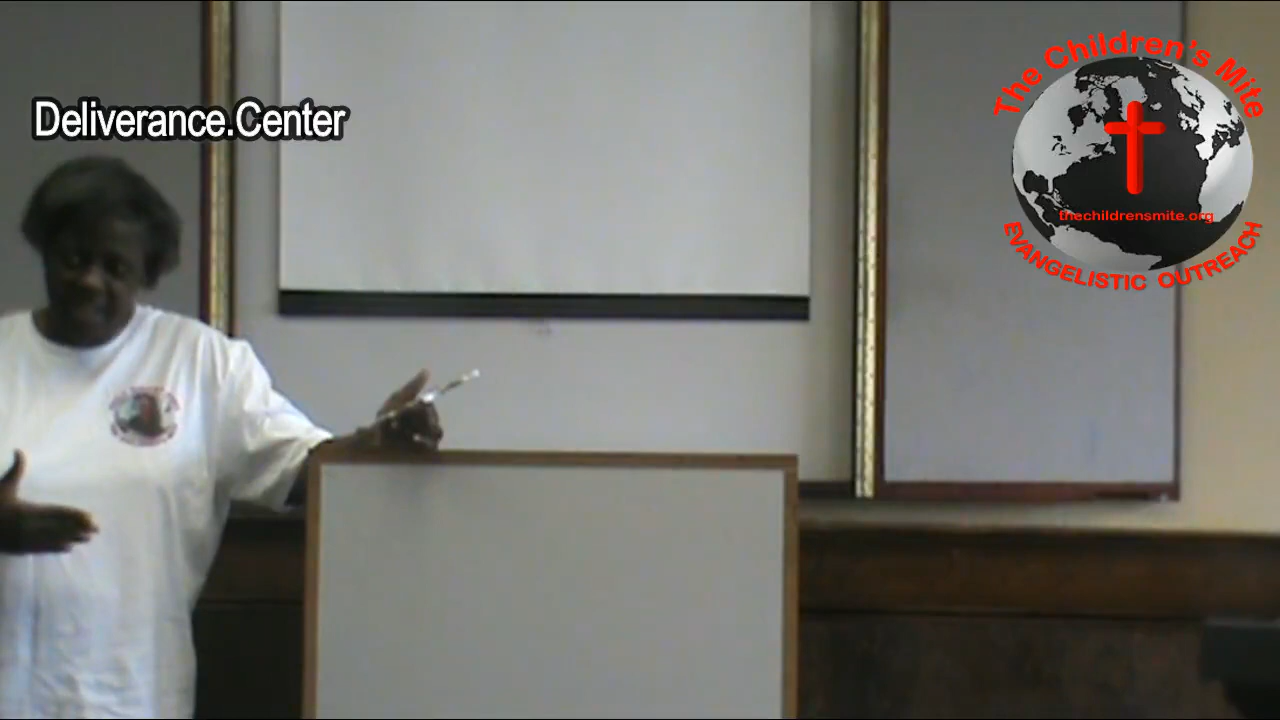 Deliverance.Center
The Children's Mite
thechildrensmite.org
EVANGELISTIC OUTREACH